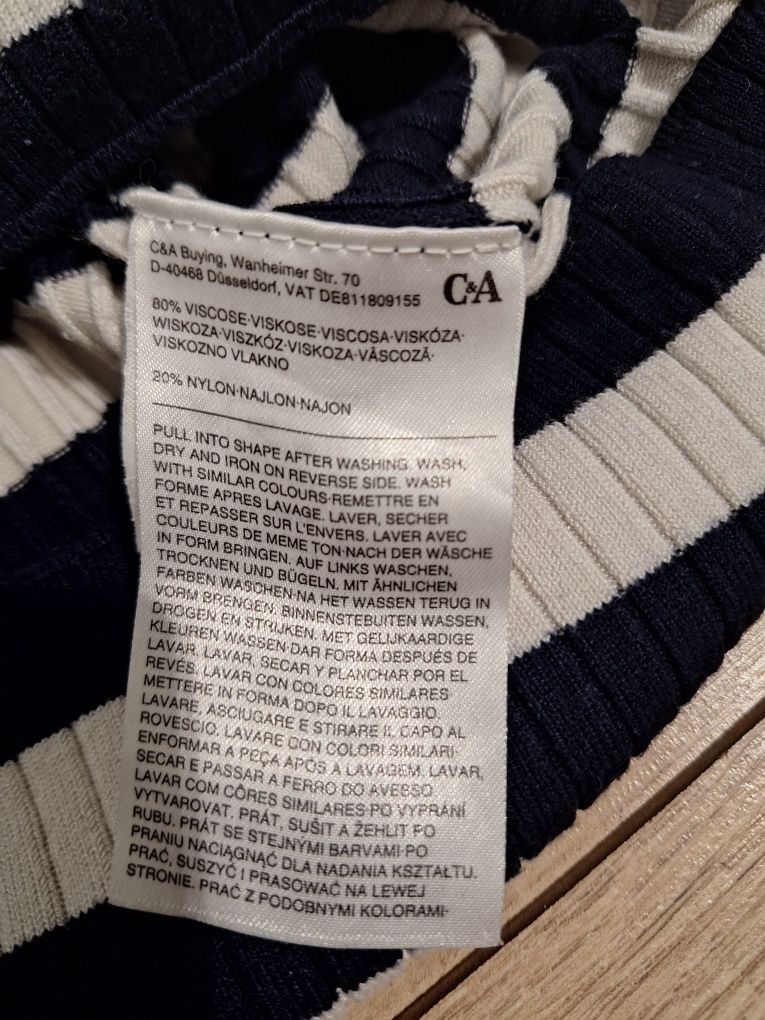 C&A Buying, Wanheimer Str. 70
D-40468 Düsseldorf, VAT DE811809155
C&A
80% VISCOSE·VISKOSE·VISCOSA·VISKÓZA·
WISKOZA·VISZKÓZ·VISKOZA·VÂSCOZĂ·
VISKOZNO VLAKNO
20% NYLON·NAJLON·NAJON
PULL INTO SHAPE AFTER WASHING. WASH,
DRY AND IRON ON REVERSE SIDE. WASH
WITH SIMILAR COLOURS·REMETTRE EN
FORME APRES LAVAGE. LAVER, SECHER
ET REPASSER SUR L'ENVERS. LAVER AVEC
COULEURS DE MEME TON·NACH DER WÄSCHE
IN FORM BRINGEN. AUF LINKS WASCHEN,
TROCKNEN UND BÜGELN. MIT ÄHNLICHEN
FARBEN WASCHEN·NA HET WASSEN TERUG IN
VORM BRENGEN. BINNENSTEBUITEN WASSEN,
DROGEN EN STRIJKEN. MET GELIJKAARDIGE
KLEUREN WASSEN·DAR FORMA DESPUÉS DE
LAVAR. LAVAR, SECAR Y PLANCHAR POR EL
REVÉS. LAVAR CON COLORES SIMILARES
METTERE IN FORMA DOPO IL LAVAGGIO.
LAVARE, ASCIUGARE E STIRARE IL CAPO AL
ROVESCIO. LAVARE CON COLORI SIMILARI·
ENFORMAR A PEÇA APÓS A LAVAGEM. LAVAR,
SECAR E PASSAR A FERRO DO AVESSO.
LAVAR COM CÔRES SIMILARES·PO VYPRÁNÍ
VYTVAROVAT. PRÁT, SUŠIT A ŽEHLIT PO
RUBU. PRÁT SE STEJNÝMI BARVAMI·PO
PRANIU NACIĄGNĄĆ DLA NADANIA KSZTAŁTU.
PRAĆ, SUSZYĆ I PRASOWAĆ NA LEWEJ
STRONIE. PRAĆ Z PODOBNYMI KOLORAMI·